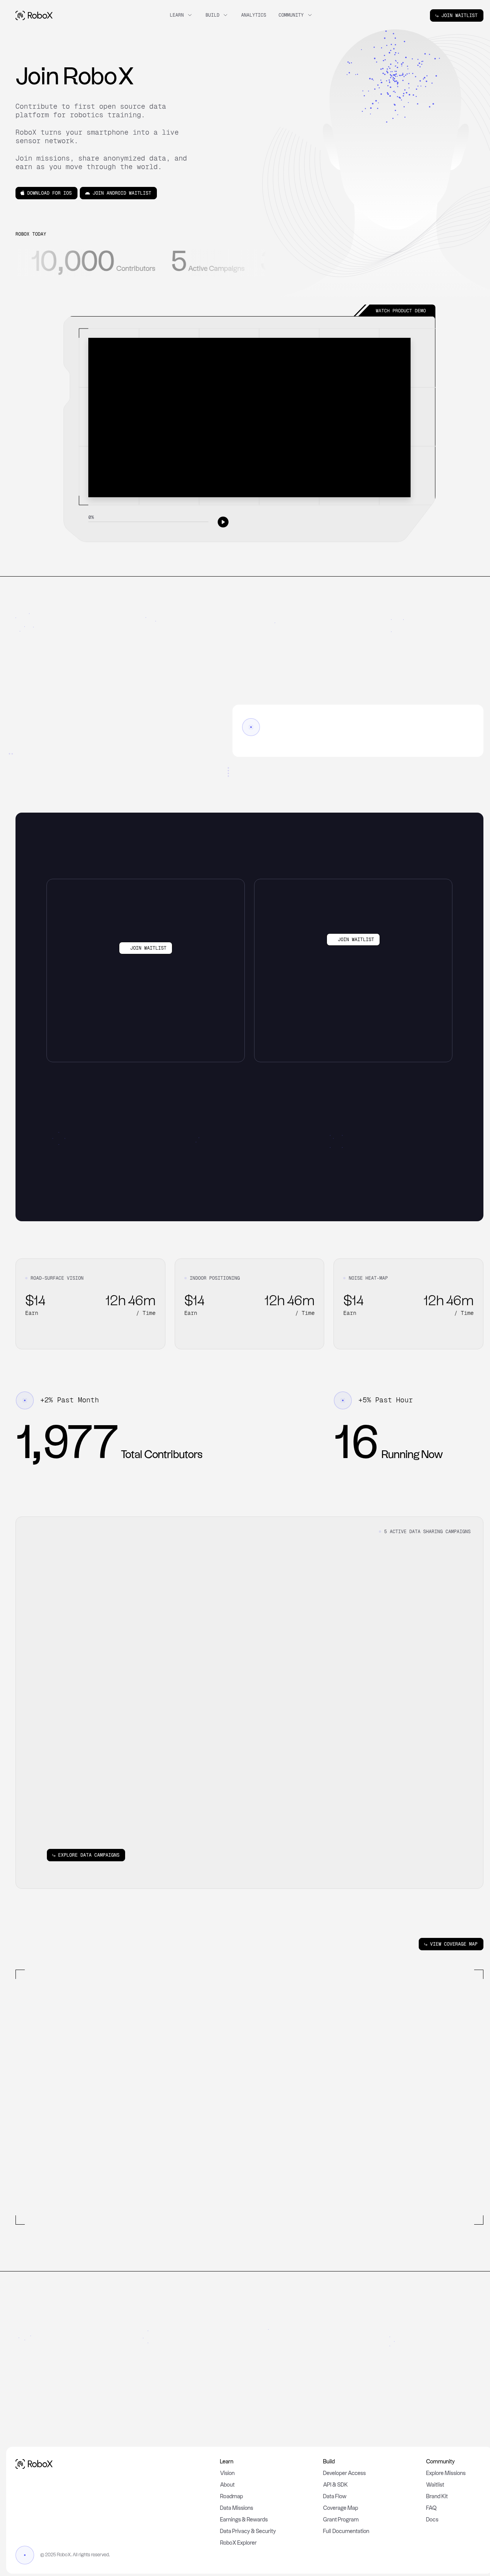 RoboX
LEARN
BUILD
ANALYTICS
COMMUNITY
JOIN WAITLIST
Join RoboX
Contribute to first open source data
platform for robotics training.
RoboX turns your smartphone into a live
sensor network.
Join missions, share anonymized data, and
earn as you move through the world.
DOWNLOAD FOR IOS
JOIN ANDROID WAITLIST
ROBOX TODAY
10,000 Contributors
5 Active Campaigns
WATCH PRODUCT DEMO
0%
JOIN WAITLIST
JOIN WAITLIST
ROAD-SURFACE VISION
$14
12h 46m
Earn
/ Time
INDOOR POSITIONING
$14
12h 46m
Earn
/ Time
NOISE HEAT-MAP
$14
12h 46m
Earn
/ Time
+2% Past Month
1,977 Total Contributors
+5% Past Hour
16 Running Now
5 ACTIVE DATA SHARING CAMPAIGNS
EXPLORE DATA CAMPAIGNS
VIEW COVERAGE MAP
RoboX
Learn
Vision
About
Roadmap
Data Missions
Earnings & Rewards
Data Privacy & Security
RoboX Explorer
Build
Developer Access
API & SDK
Data Flow
Coverage Map
Grant Program
Full Documentation
Community
Explore Missions
Waitlist
Brand Kit
FAQ
Docs
RoboX. All rights reserved.